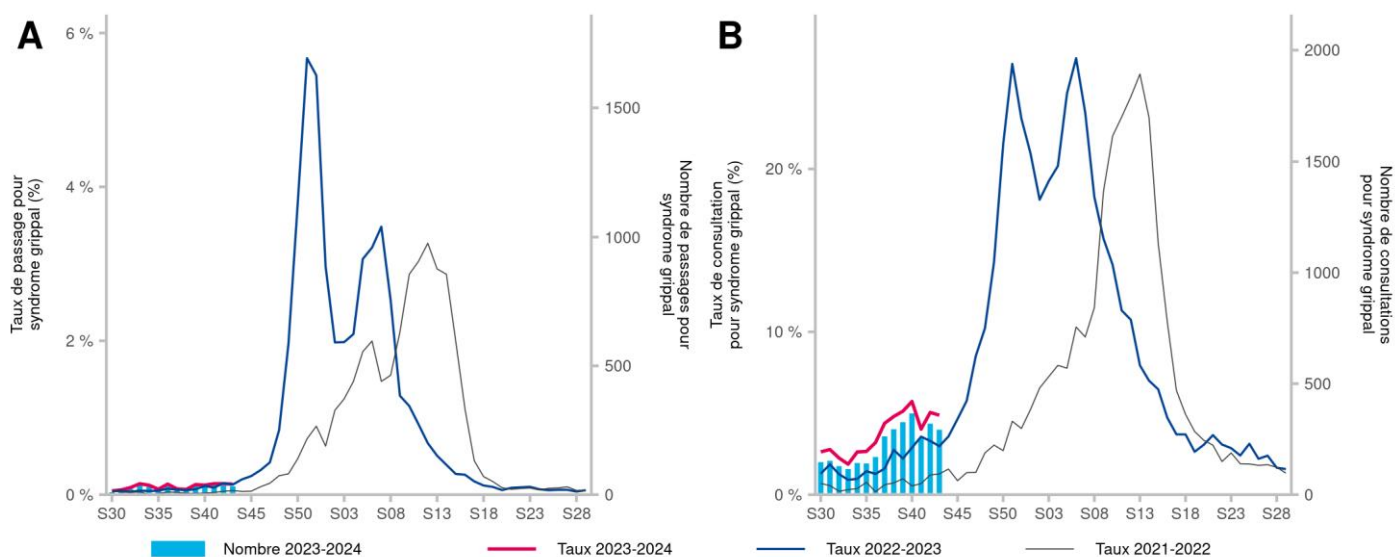 A
B
6 %
4 %
2 %
0 %
Taux de passage pour
syndrome grippal (%)
1500
1000
500
0
Nombre de passages pour
syndrome grippal
S30 S35 S40 S45 S50 S03 S08 S13 S18 S23 S28
20 %
10 %
0 %
Taux de consultation
pour syndrome grippal (%)
2000
1500
1000
500
0
Nombre de consultations
pour syndrome grippal
S30 S35 S40 S45 S50 S03 S08 S13 S18 S23 S28
Nombre 2023-2024 Taux 2023-2024 Taux 2022-2023 Taux 2021-2022